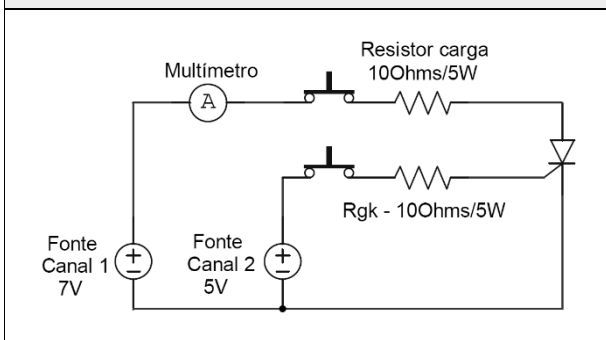 Resistor carga
10Ohms/5W
Multímetro
A
Rgk - 10Ohms/5W
Fonte
Canal 1
7V
+
−
Fonte
Canal 2
5V
+
−